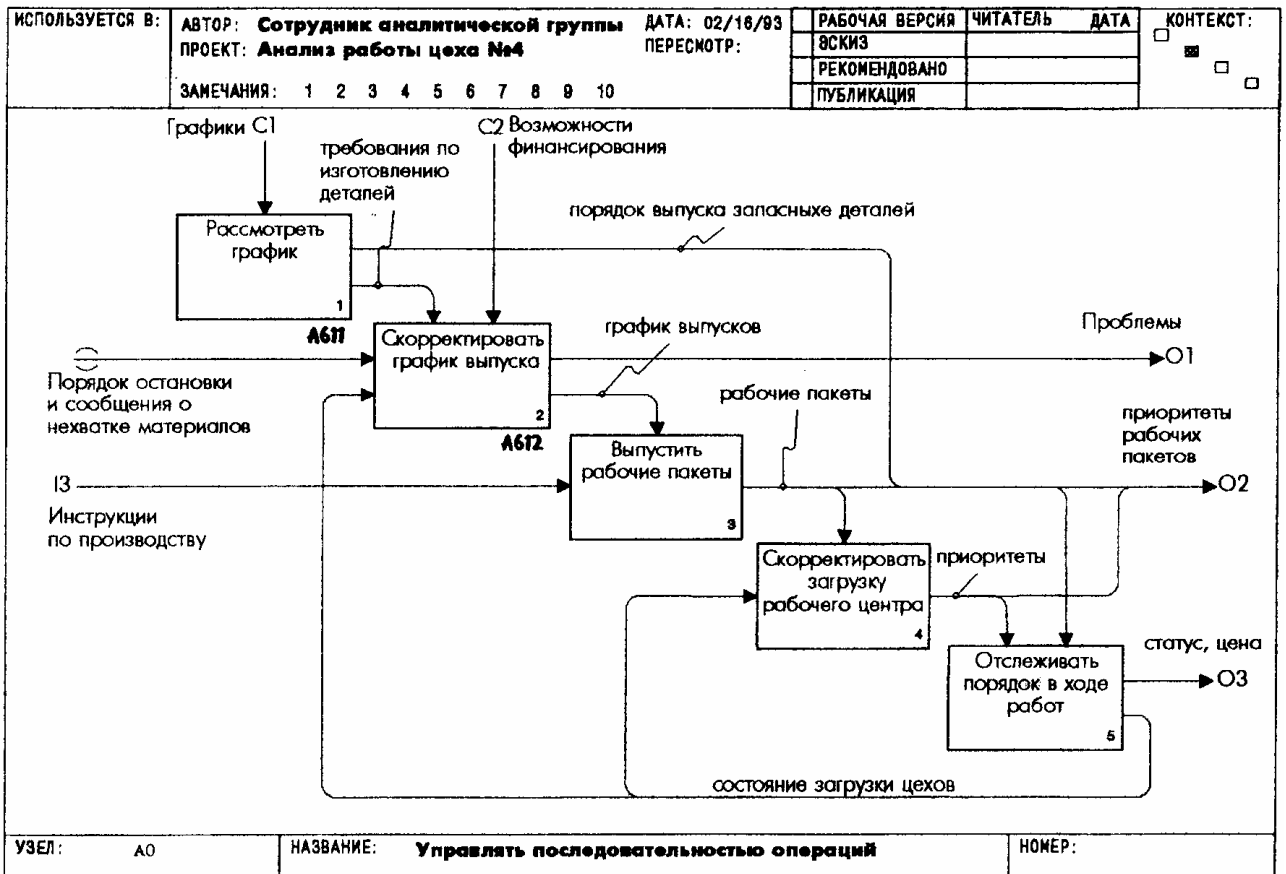 ИСПОЛЬЗУЕТСЯ В:
АВТОР: Сотрудник аналитической группы
ДАТА: 02/16/93
ПРОЕКТ: Анализ работы цеха №4
ПЕРЕСМОТР:
ЗАМЕЧАНИЯ: 1 2 3 4 5 6 7 8 9 10
РАБОЧАЯ ВЕРСИЯ
ЧИТАТЕЛЬ
ДАТА
ЭСКИЗ
РЕКОМЕНДОВАНО
ПУБЛИКАЦИЯ
КОНТЕКСТ:
Графики C1
C2 Возможности
финансирования
требования по
изготовлению
деталей
порядок выпуска запасныхе деталей
Рассмотреть
график
1
А611
Скорректировать
график выпуска
2
А612
график выпусков
Проблемы
O1
Порядок остановки
и сообщения о
нехватке материалов
рабочие пакеты
приоритеты
рабочих
пакетов
O2
I3
Инструкции
по производству
Выпустить
рабочие пакеты
3
Скорректировать
загрузку
рабочего центра
4
приоритеты
Отслеживать
порядок в ходе
работ
5
статус, цена
O3
состояние загрузки цехов
УЗЕЛ: А0
НАЗВАНИЕ: Управлять последовательностью операций
НОМЕР: